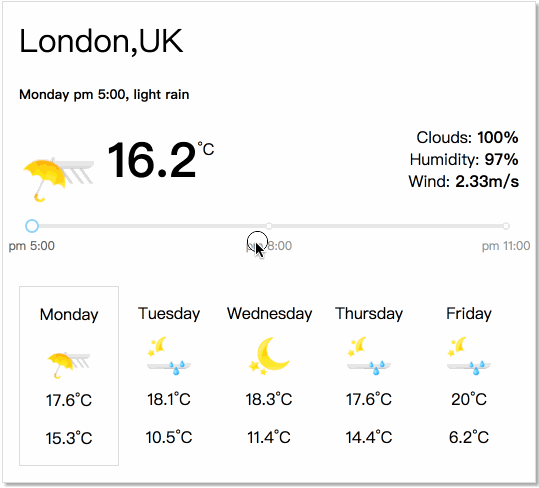 London,UK
Monday pm 5:00, light rain
16.2°C
Clouds: 100%
Humidity: 97%
Wind: 2.33m/s
pm 5:00 pm 8:00 pm 11:00
Monday Tuesday Wednesday Thursday Friday
17.6°C 18.1°C 18.3°C 17.6°C 20°C
15.3°C 10.5°C 11.4°C 14.4°C 6.2°C